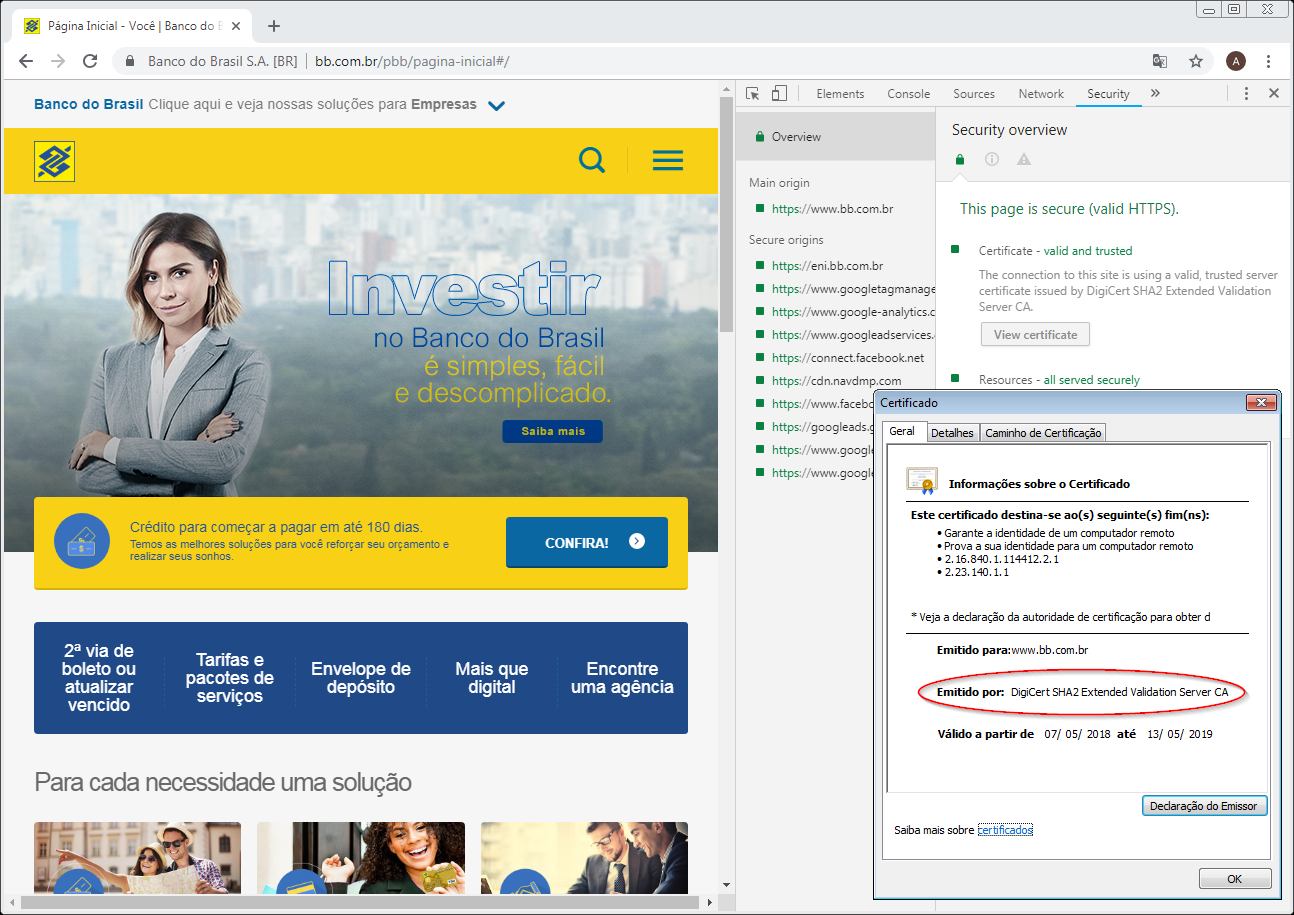 Página Inicial - Você | Banco do B
Banco do Brasil S.A. [BR] | bb.com.br/pbb/pagina-inicial#/
A
Banco do Brasil Clique aqui e veja nossas soluções para Empresas
Investir
no Banco do Brasil
é simples, fácil
e descomplicado.
Saiba mais
Crédito para começar a pagar em até 180 dias.
Temos as melhores soluções para você reforçar seu orçamento e
realizar seus sonhos.
CONFIRA!
2ª via de
boleto ou
atualizar
vencido
Tarifas e
pacotes de
serviços
Envelope de
depósito
Mais que
digital
Encontre
uma agência
Para cada necessidade uma solução
Elements Console Sources Network Security »
Overview
Main origin
https://www.bb.com.br
Secure origins
https://eni.bb.com.br
https://www.googletagmanage
https://www.google-analytics.c
https://www.googleadservices.
https://connect.facebook.net
https://cdn.navdmp.com
https://www.facebo
https://googleads.g
https://www.google
https://www.google
Security overview
This page is secure (valid HTTPS).
Certificate - valid and trusted
The connection to this site is using a valid, trusted server
certificate issued by DigiCert SHA2 Extended Validation
Server CA.
View certificate
Resources - all served securely
Certificado
Geral Detalhes Caminho de Certificação
Informações sobre o Certificado
Este certificado destina-se ao(s) seguinte(s) fim(ns):
• Garante a identidade de um computador remoto
• Prova a sua identidade para um computador remoto
• 2.16.840.1.114412.2.1
• 2.23.140.1.1
* Veja a declaração da autoridade de certificação para obter d
Emitido para: www.bb.com.br
Emitido por: DigiCert SHA2 Extended Validation Server CA
Válido a partir de 07/ 05/ 2018 até 13/ 05/ 2019
Declaração do Emissor
Saiba mais sobre certificados
OK